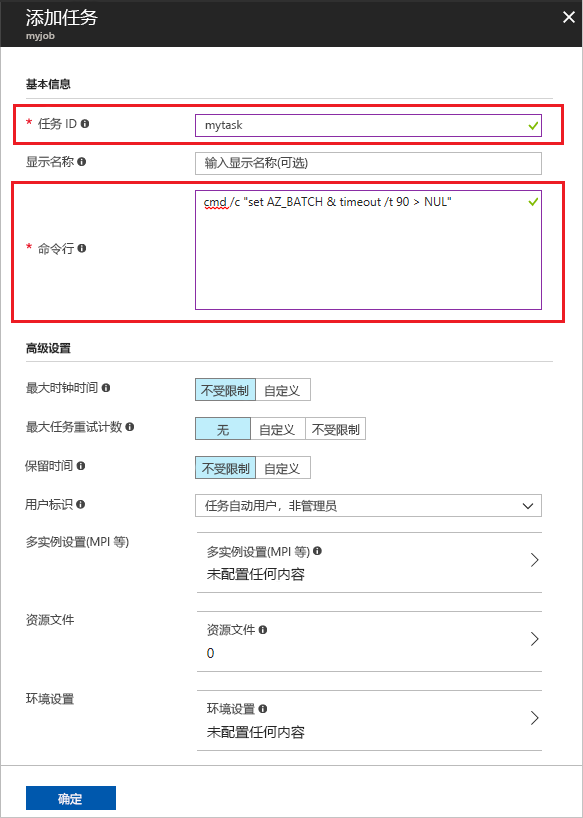 添加任务
myjob
基本信息
* 任务 ID
mytask
显示名称
输入显示名称(可选)
* 命令行
cmd /c "set AZ_BATCH & timeout /t 90 > NUL"
高级设置
最大时钟时间
不受限制 自定义
最大任务重试计数
无 自定义 不受限制
保留时间
不受限制 自定义
用户标识
任务自动用户，非管理员
多实例设置(MPI 等)
多实例设置(MPI 等)
未配置任何内容
资源文件
资源文件
0
环境设置
环境设置
未配置任何内容
确定